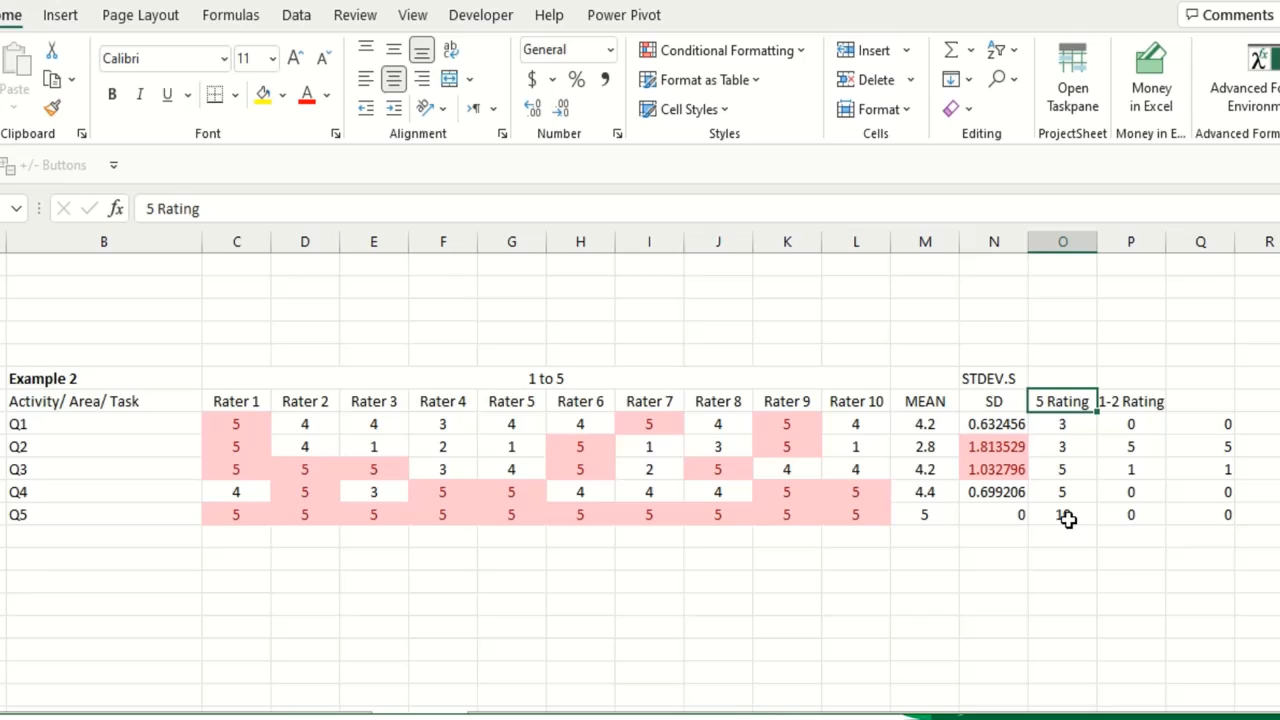 ome Insert Page Layout Formulas Data Review View Developer Help Power Pivot Comments
Calibri 11 General Conditional Formatting Insert
Paste B I U $ % Format as Table Delete Open Taskpane Money in Excel Advanced Form Environ
Cell Styles Format
Clipboard Font Alignment Number Styles Cells Editing ProjectSheet Money in E... Advanced Form
+/- Buttons
fx 5 Rating
B C D E F G H I J K L M N O P Q R
Example 2 1 to 5 STDEV.S
Activity/ Area/ Task Rater 1 Rater 2 Rater 3 Rater 4 Rater 5 Rater 6 Rater 7 Rater 8 Rater 9 Rater 10 MEAN SD 5 Rating 1-2 Rating
Q1 5 4 4 3 4 4 5 4 5 4 4.2 0.632456 3 0 0
Q2 5 4 1 2 1 5 1 3 5 1 2.8 1.813529 3 5 5
Q3 5 5 5 3 4 5 2 5 4 4 4.2 1.032796 5 1 1
Q4 4 5 3 5 5 4 4 4 5 5 4.4 0.699206 5 0 0
Q5 5 5 5 5 5 5 5 5 5 5 5 0 0 0